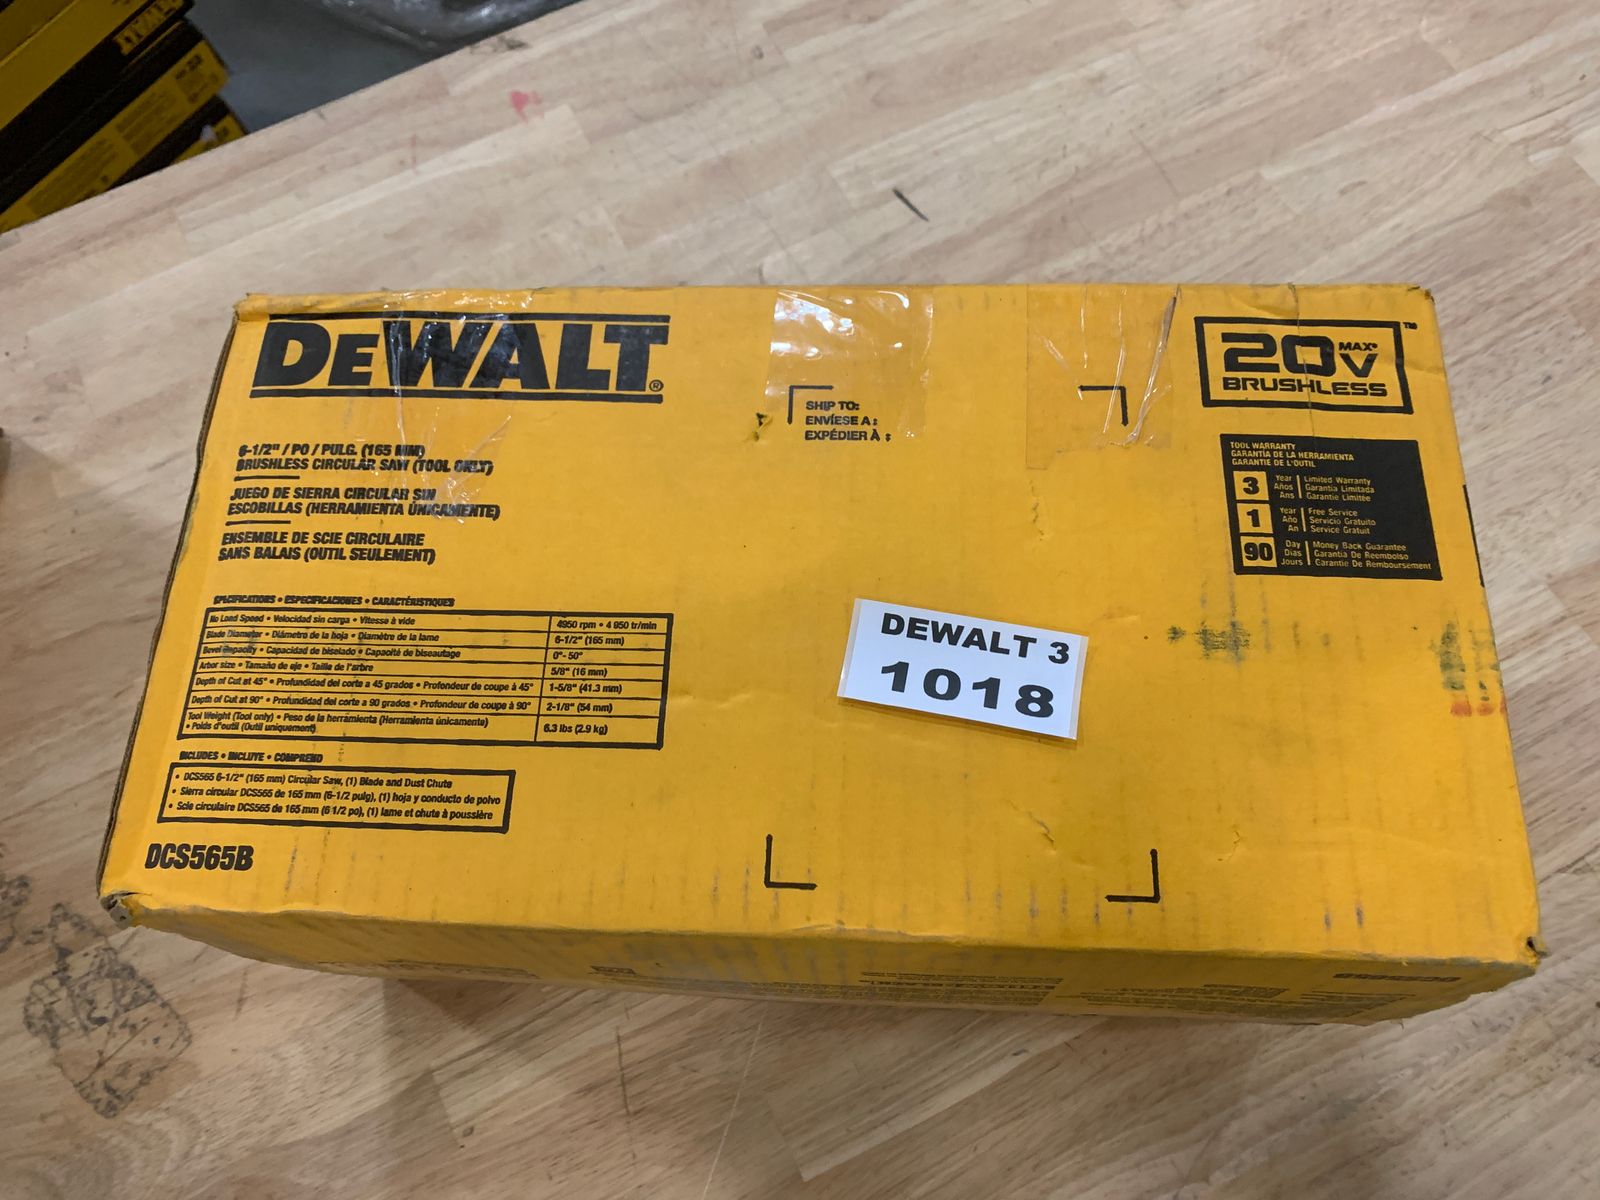 DEWALT®
6-1/2" / PO / PULG. (165 MM)
BRUSHLESS CIRCULAR SAW (TOOL ONLY)
JUEGO DE SIERRA CIRCULAR SIN
ESCOBILLAS (HERRAMIENTA ÚNICAMENTE)
ENSEMBLE DE SCIE CIRCULAIRE
SANS BALAIS (OUTIL SEULEMENT)
SPECIFICATIONS • ESPECIFICACIONES • CARACTÉRISTIQUES
No Load Speed • Velocidad sin carga • Vitesse à vide 4950 rpm • 4 950 tr/min
Blade Diameter • Diámetro de la hoja • Diamètre de la lame 6-1/2" (165 mm)
Bevel Capacity • Capacidad de biselado • Capacité de biseautage 0°- 50°
Arbor size • Tamaño de eje • Taille de l'arbre 5/8" (16 mm)
Depth of Cut at 45° • Profundidad del corte a 45 grados • Profondeur de coupe à 45° 1-5/8" (41.3 mm)
Depth of Cut at 90° • Profundidad del corte a 90 grados • Profondeur de coupe à 90° 2-1/8" (54 mm)
Tool Weight (Tool only) • Peso de la herramienta (Herramienta únicamente)
• Poids d'outil (Outil uniquement) 6.3 lbs (2.9 kg)
INCLUDES • INCLUYE • COMPREND
• DCS565 6-1/2" (165 mm) Circular Saw, (1) Blade and Dust Chute
• Sierra circular DCS565 de 165 mm (6-1/2 pulg), (1) hoja y conducto de polvo
• Scie circulaire DCS565 de 165 mm (6 1/2 po), (1) lame et chute à poussière
DCS565B
SHIP TO:
ENVÍESE A :
EXPÉDIER À :
DEWALT 3
1018
20V MAX* ™
BRUSHLESS
TOOL WARRANTY
GARANTÍA DE LA HERRAMIENTA
GARANTIE DE L'OUTIL
3 Year Limited Warranty
Años Garantía Limitada
Ans Garantie Limitée
1 Year Free Service
Año Servicio Gratuito
An Service Gratuit
90 Day Money Back Guarantee
Días Garantía De Reembolso
Jours Garantie De Remboursement
DCS565B
DEWALT